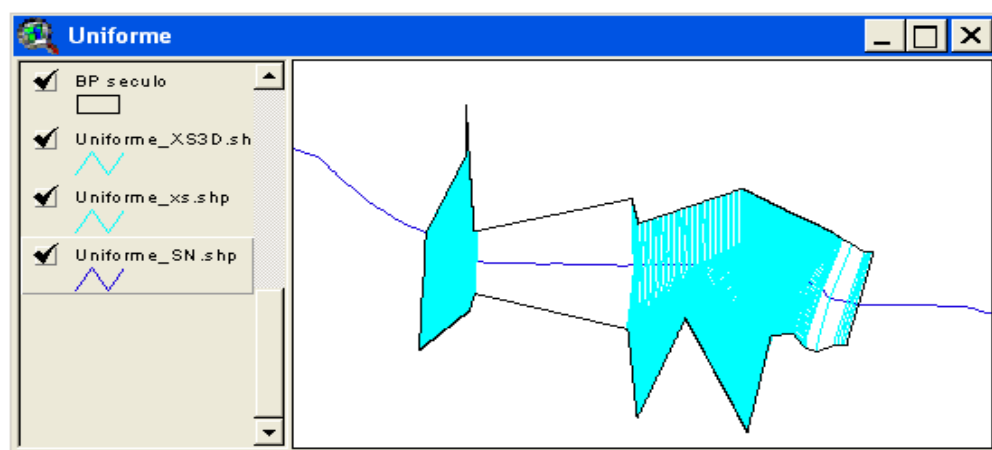 Uniforme
BP seculo
Uniforme_XS3D.sh
Uniforme_xs.shp
Uniforme_SN.shp